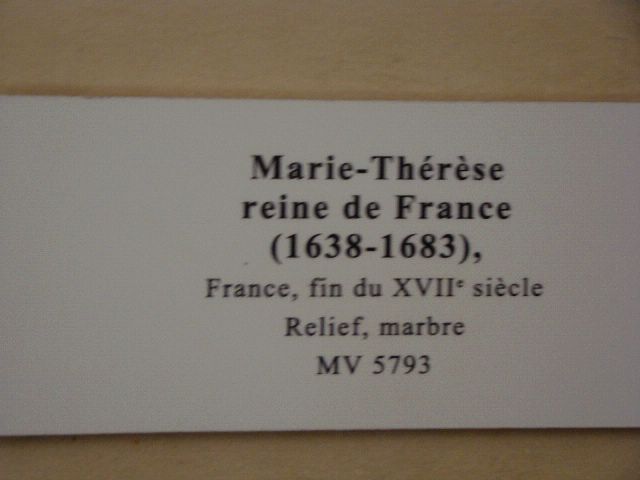 Marie-Thérèse
reine de France
(1638-1683),
France, fin du XVIIᵉ siècle
Relief, marbre
MV 5793